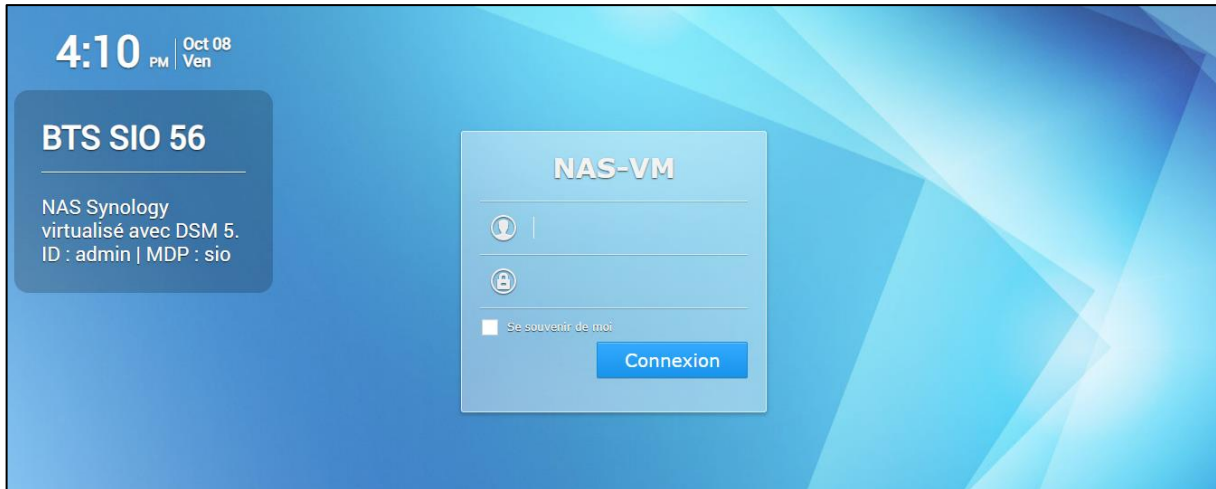 4:10 PM Oct 08
Ven
BTS SIO 56
NAS Synology
virtualisé avec DSM 5.
ID : admin | MDP : sio
NAS-VM
Se souvenir de moi
Connexion